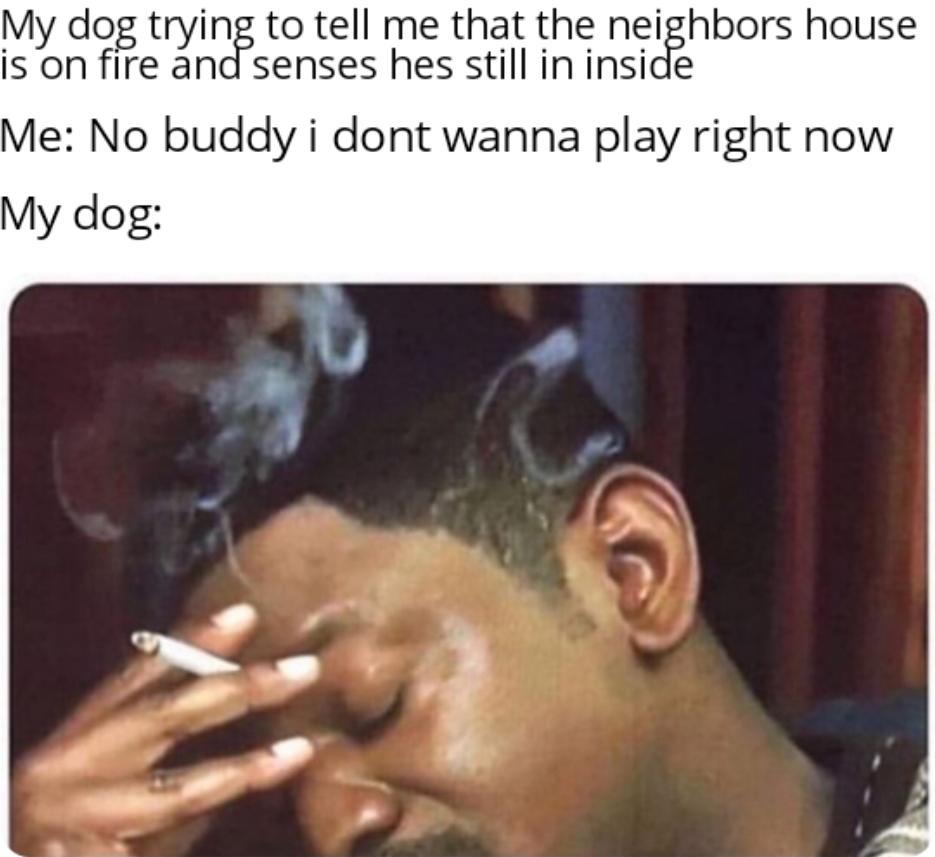 My dog trying to tell me that the neighbors house
is on fire and senses hes still in inside
Me: No buddy i dont wanna play right now
My dog: